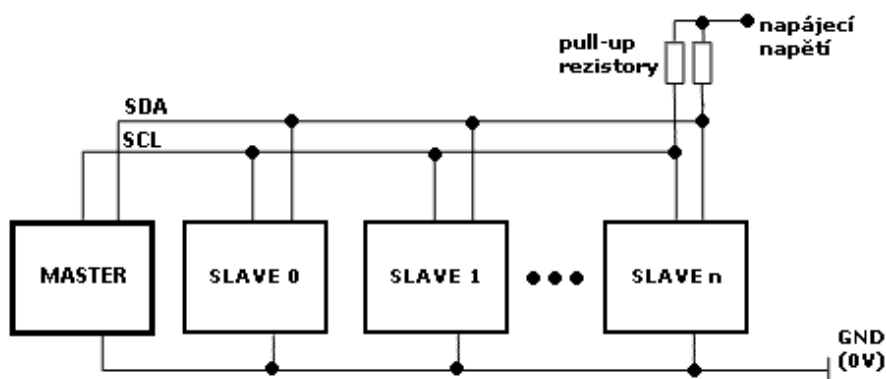 napájecí
napětí
pull-up
rezistory
SDA
SCL
MASTER
SLAVE 0
SLAVE 1
SLAVE n
GND
(0V)